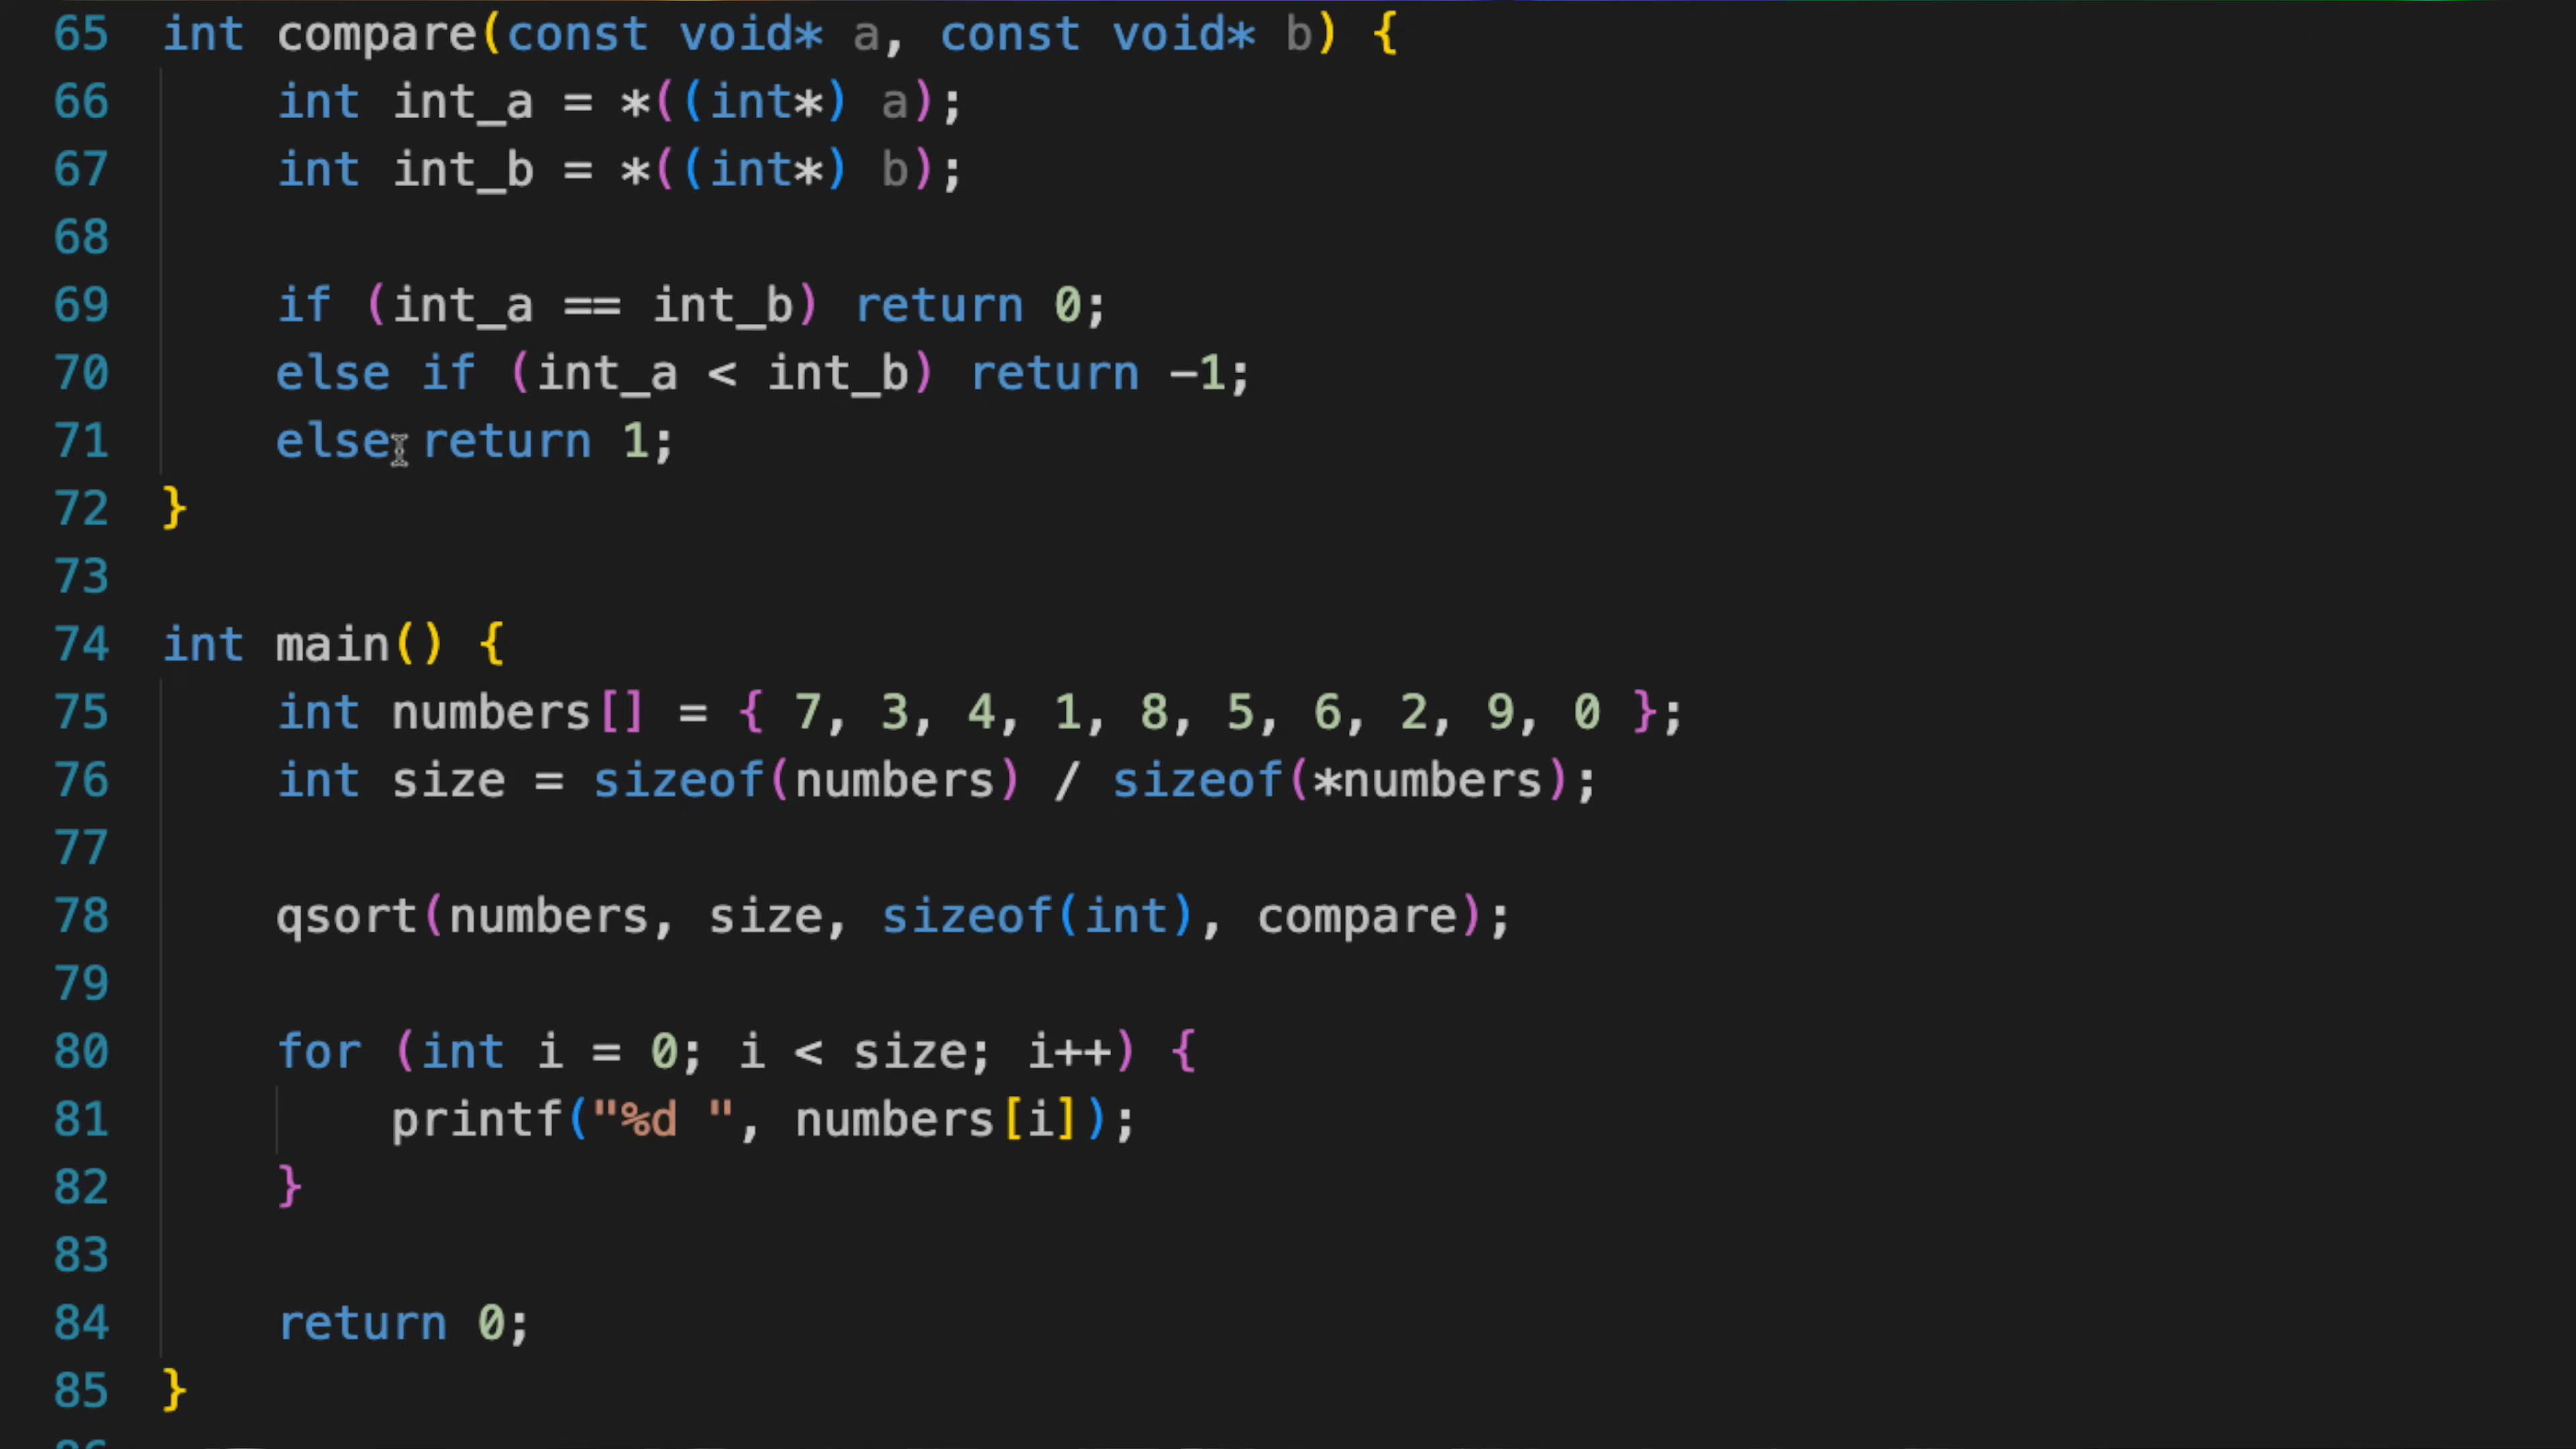 65 int compare(const void* a, const void* b) {
66     int int_a = *((int*) a);
67     int int_b = *((int*) b);
68
69     if (int_a == int_b) return 0;
70     else if (int_a < int_b) return -1;
71     else return 1;
72 }
73
74 int main() {
75     int numbers[] = { 7, 3, 4, 1, 8, 5, 6, 2, 9, 0 };
76     int size = sizeof(numbers) / sizeof(*numbers);
77
78     qsort(numbers, size, sizeof(int), compare);
79
80     for (int i = 0; i < size; i++) {
81         printf("%d ", numbers[i]);
82     }
83
84     return 0;
85 }
86